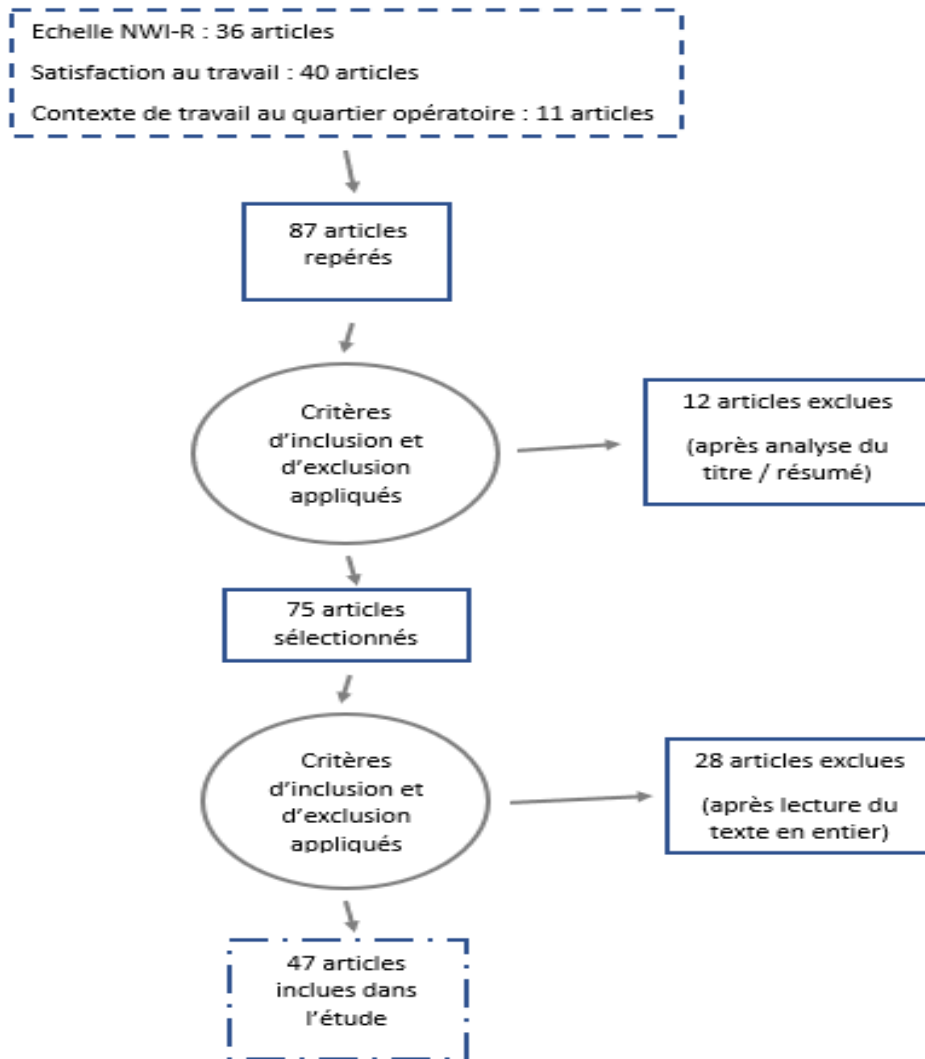 Echelle NWI-R : 36 articles
Satisfaction au travail : 40 articles
Contexte de travail au quartier opératoire : 11 articles
87 articles
repérés
Critères
d'inclusion et
d'exclusion
appliqués
12 articles exclues
(après analyse du
titre / résumé)
75 articles
sélectionnés
Critères
d'inclusion et
d'exclusion
appliqués
28 articles exclues
(après lecture du
texte en entier)
47 articles
inclues dans
l'étude